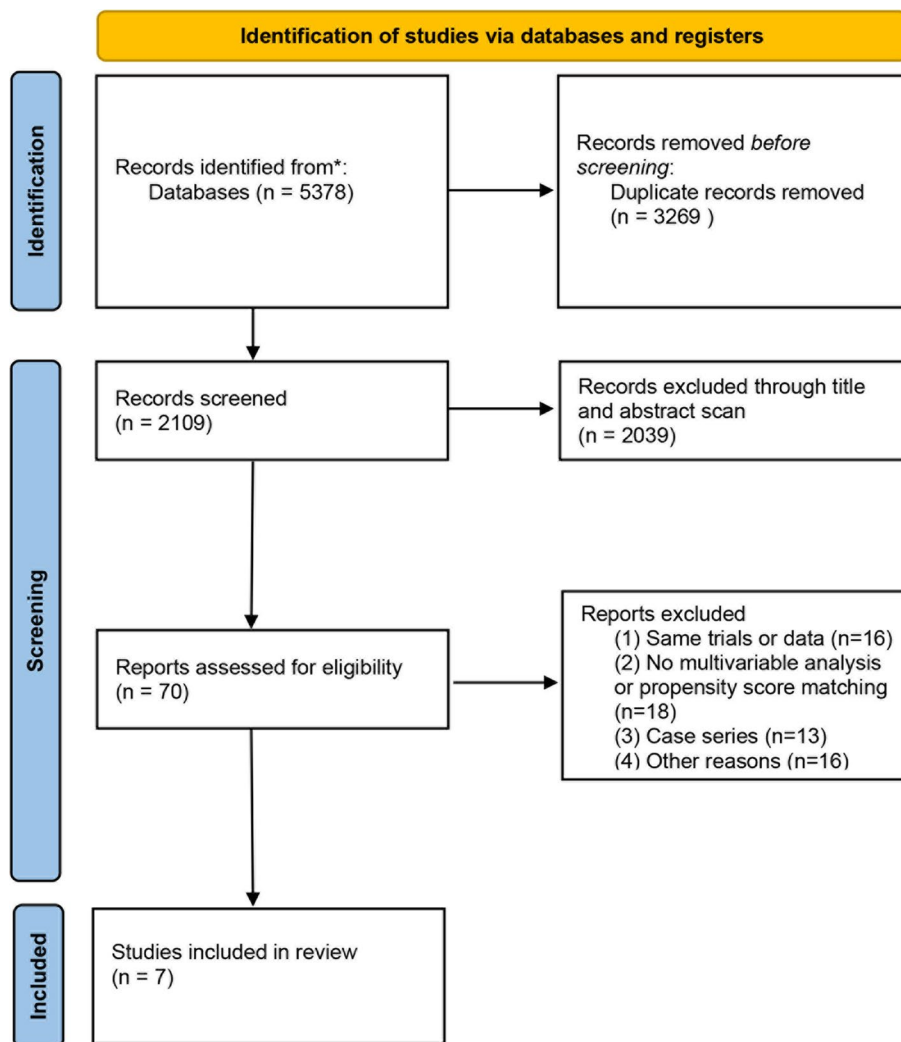 Identification of studies via databases and registers
Identification
Records identified from*:
Databases (n = 5378)
Records removed before
screening:
Duplicate records removed
(n = 3269 )
Screening
Records screened
(n = 2109)
Records excluded through title
and abstract scan
(n = 2039)
Reports assessed for eligibility
(n = 70)
Reports excluded
(1) Same trials or data (n=16)
(2) No multivariable analysis
or propensity score matching
(n=18)
(3) Case series (n=13)
(4) Other reasons (n=16)
Included
Studies included in review
(n = 7)